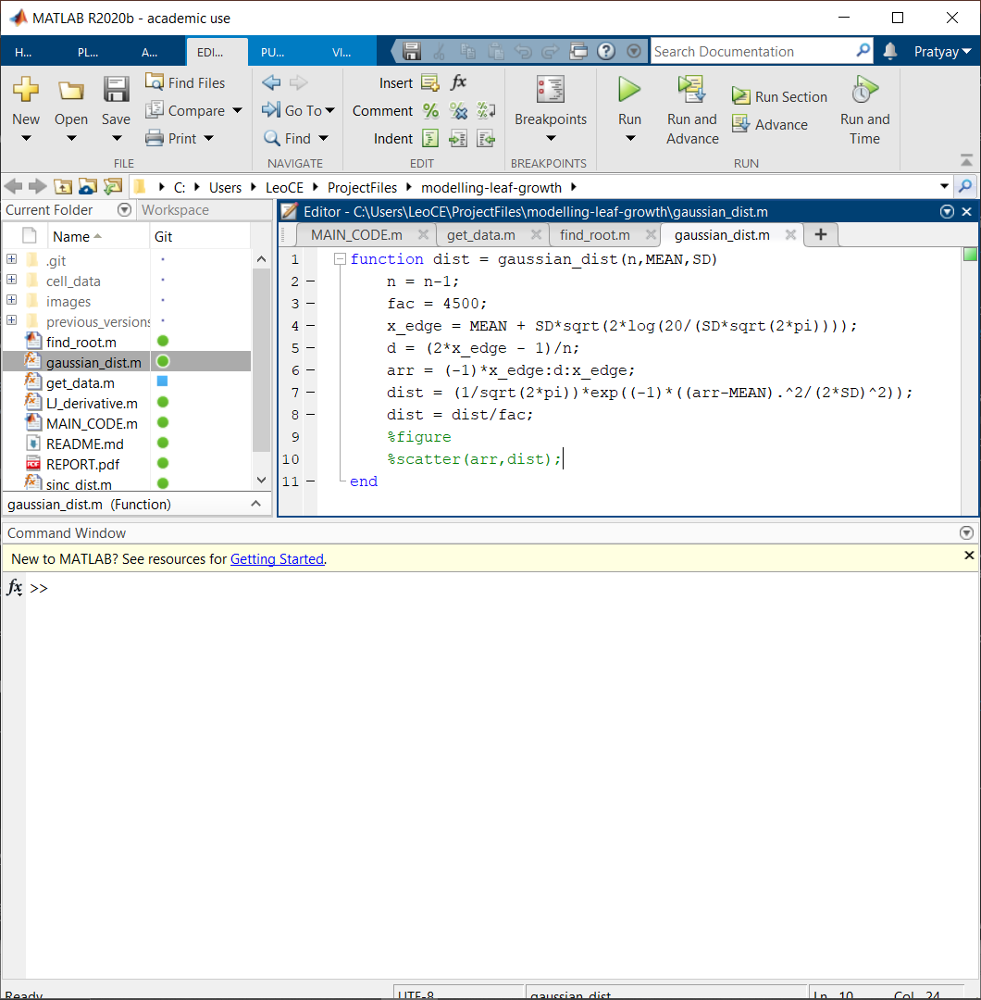 MATLAB R2020b - academic use
H... PL... A... EDI... PU... VI... Search Documentation Pratyay
New Open Save Find Files Compare Print
FILE
Go To Find
NAVIGATE
Insert fx
Comment
Indent
EDIT
Breakpoints
BREAKPOINTS
Run Run and Advance Run Section Advance Run and Time
RUN
C: Users LeoCE ProjectFiles modelling-leaf-growth
Current Folder Workspace
Name Git
.git
cell_data
images
previous_versions
find_root.m
gaussian_dist.m
get_data.m
LJ_derivative.m
MAIN_CODE.m
README.md
REPORT.pdf
sinc_dist.m
gaussian_dist.m (Function)
Editor - C:\Users\LeoCE\ProjectFiles\modelling-leaf-growth\gaussian_dist.m
MAIN_CODE.m get_data.m find_root.m gaussian_dist.m
1 function dist = gaussian_dist(n,MEAN,SD)
2 n = n-1;
3 fac = 4500;
4 x_edge = MEAN + SD*sqrt(2*log(20/(SD*sqrt(2*pi))));
5 d = (2*x_edge - 1)/n;
6 arr = (-1)*x_edge:d:x_edge;
7 dist = (1/sqrt(2*pi))*exp((-1)*((arr-MEAN).^2/(2*SD)^2));
8 dist = dist/fac;
9 %figure
10 %scatter(arr,dist);
11 end
Command Window
New to MATLAB? See resources for Getting Started.
fx >>
Ready UTF-8 gaussian_dist Ln 10 Col 24